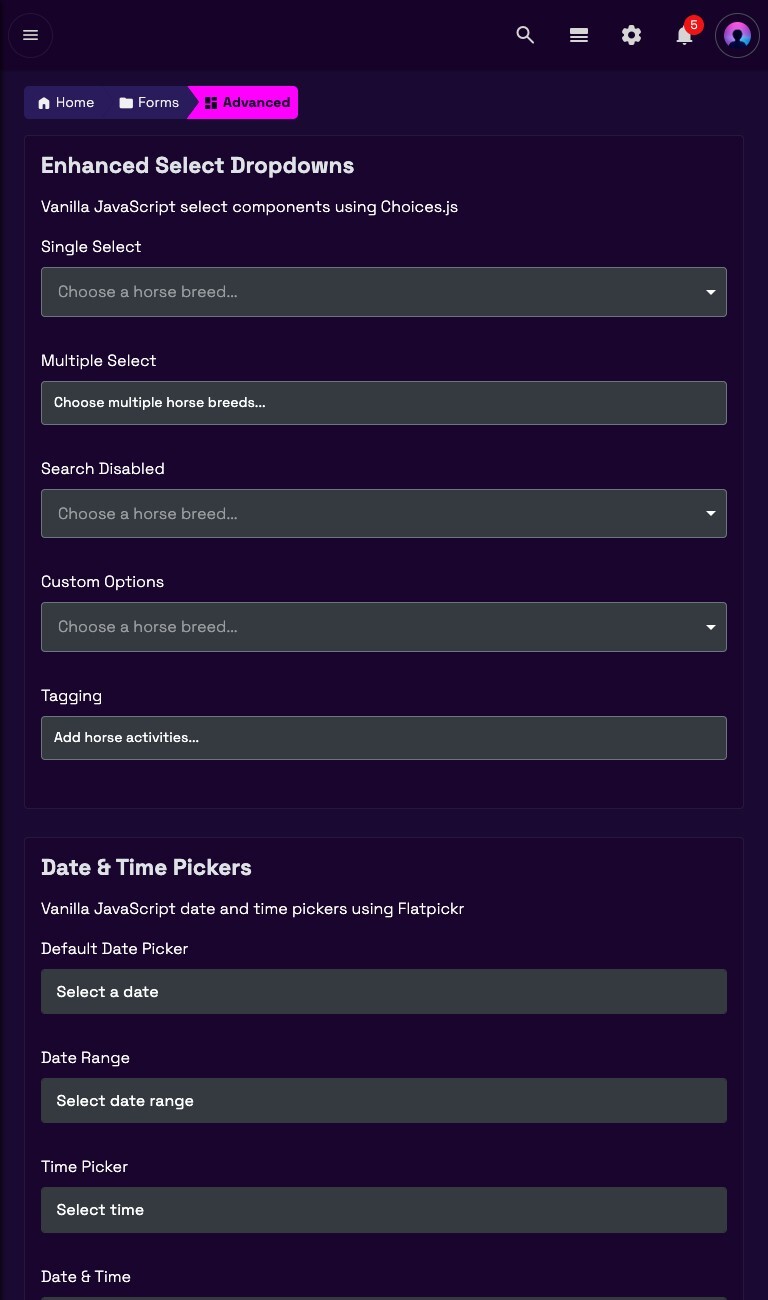 5
Home Forms Advanced
Enhanced Select Dropdowns
Vanilla JavaScript select components using Choices.js
Single Select
Choose a horse breed...
Multiple Select
Choose multiple horse breeds...
Search Disabled
Choose a horse breed...
Custom Options
Choose a horse breed...
Tagging
Add horse activities...
Date & Time Pickers
Vanilla JavaScript date and time pickers using Flatpickr
Default Date Picker
Select a date
Date Range
Select date range
Time Picker
Select time
Date & Time